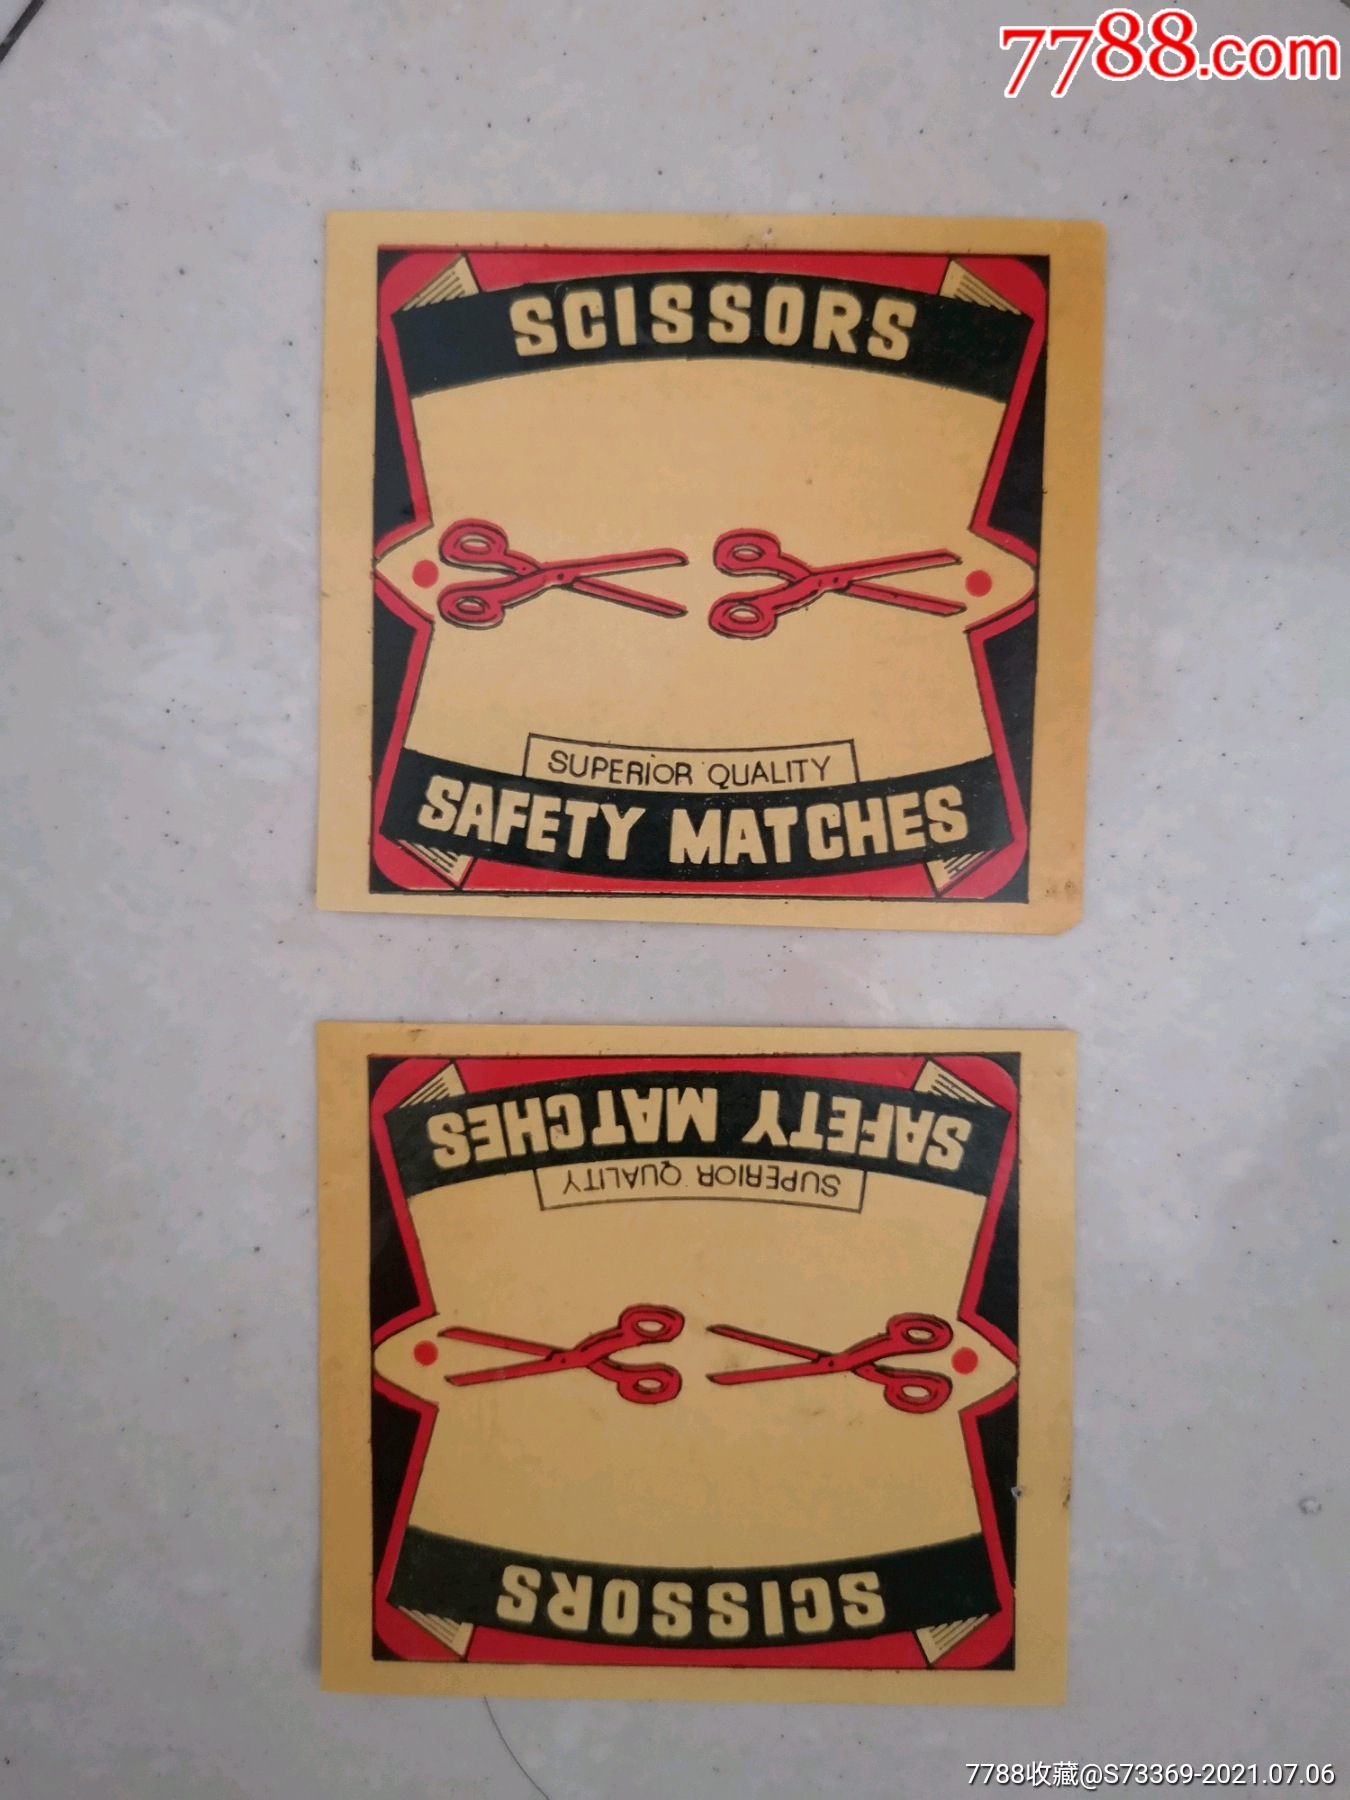 7788.com
SCISSORS
SUPERIOR QUALITY
SAFETY MATCHES
SAFETY MATCHES
SUPERIOR QUALITY
SCISSORS
7788收藏@S73369-2021.07.06